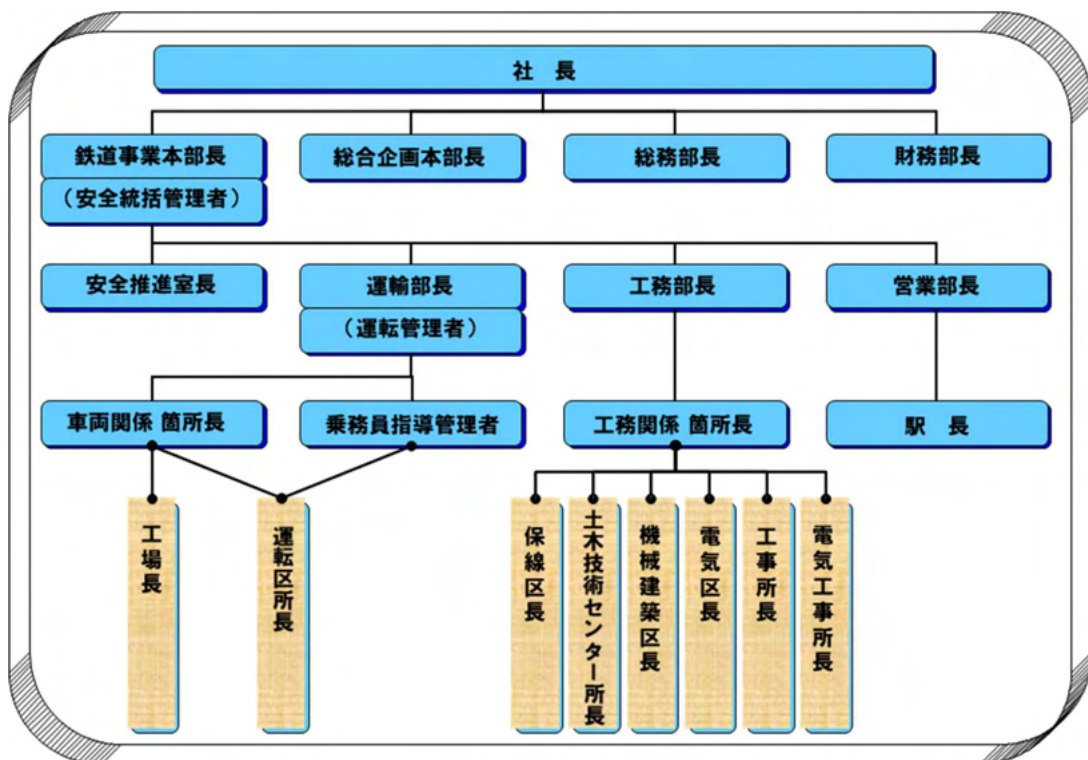 社　長
鉄道事業本部長
（安全統括管理者）
総合企画本部長
総務部長
財務部長
安全推進室長
運輸部長
（運転管理者）
工務部長
営業部長
車両関係 箇所長
乗務員指導管理者
工務関係 箇所長
駅　長
工場長
運転区所長
保線区長
土木技術センター所長
機械建築区長
電気区長
工事所長
電気工事所長